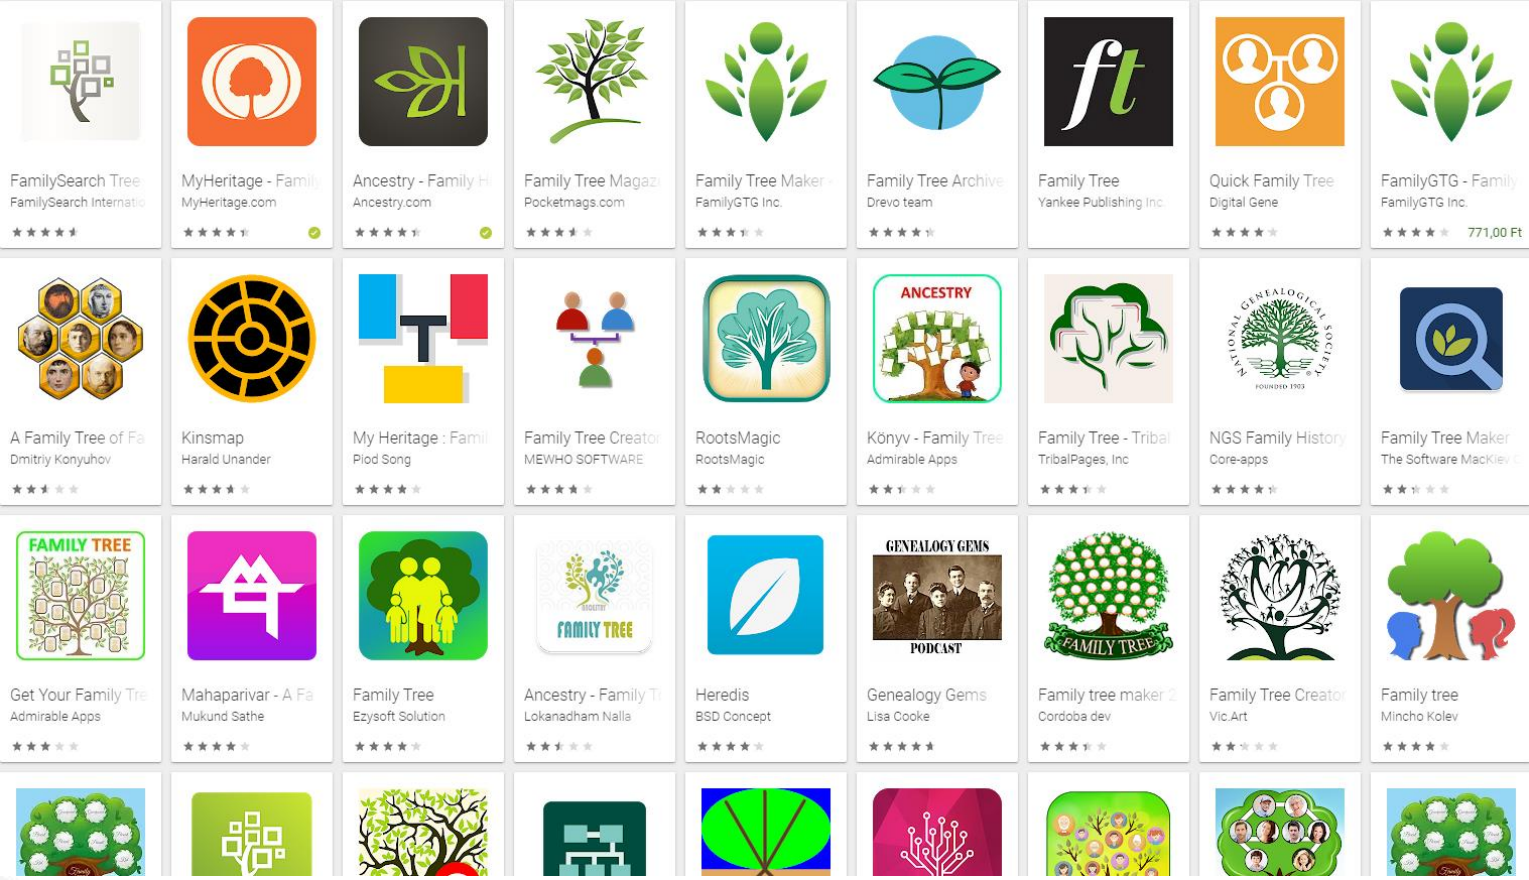 FamilySearch Tree
FamilySearch Internatio
MyHeritage - Family
MyHeritage.com
Ancestry - Family H
Ancestry.com
Family Tree Magaz
Pocketmags.com
Family Tree Maker -
FamilyGTG Inc.
Family Tree Archive
Drevo team
ft
Family Tree
Yankee Publishing Inc.
Quick Family Tree
Digital Gene
FamilyGTG - Family
FamilyGTG Inc.
771,00 Ft
A Family Tree of Fa
Dmitriy Konyuhov
Kinsmap
Harald Unander
My Heritage : Famil
Plod Song
Family Tree Creator
MEWHO SOFTWARE
RootsMagic
RootsMagic
ANCESTRY
Könyv - Family Tree
Admirable Apps
Family Tree - Tribal
TribalPages, Inc
NATIONAL GENEALOGICAL SOCIETY
FOUNDED 1903
NGS Family History
Core-apps
Family Tree Maker
The Software MacKiev C
FAMILY TREE
Get Your Family Tre
Admirable Apps
Mahaparivar - A Fa
Mukund Sathe
Family Tree
Ezysoft Solution
ANCESTRY
FAMILY TREE
Ancestry - Family T
Lokanadham Nalla
Heredis
BSD Concept
GENEALOGY GEMS
PODCAST
Genealogy Gems
Lisa Cooke
FAMILY TREE
Family tree maker 2
Cordoba dev
Family Tree Creator
Vic.Art
Family tree
Mincho Kolev